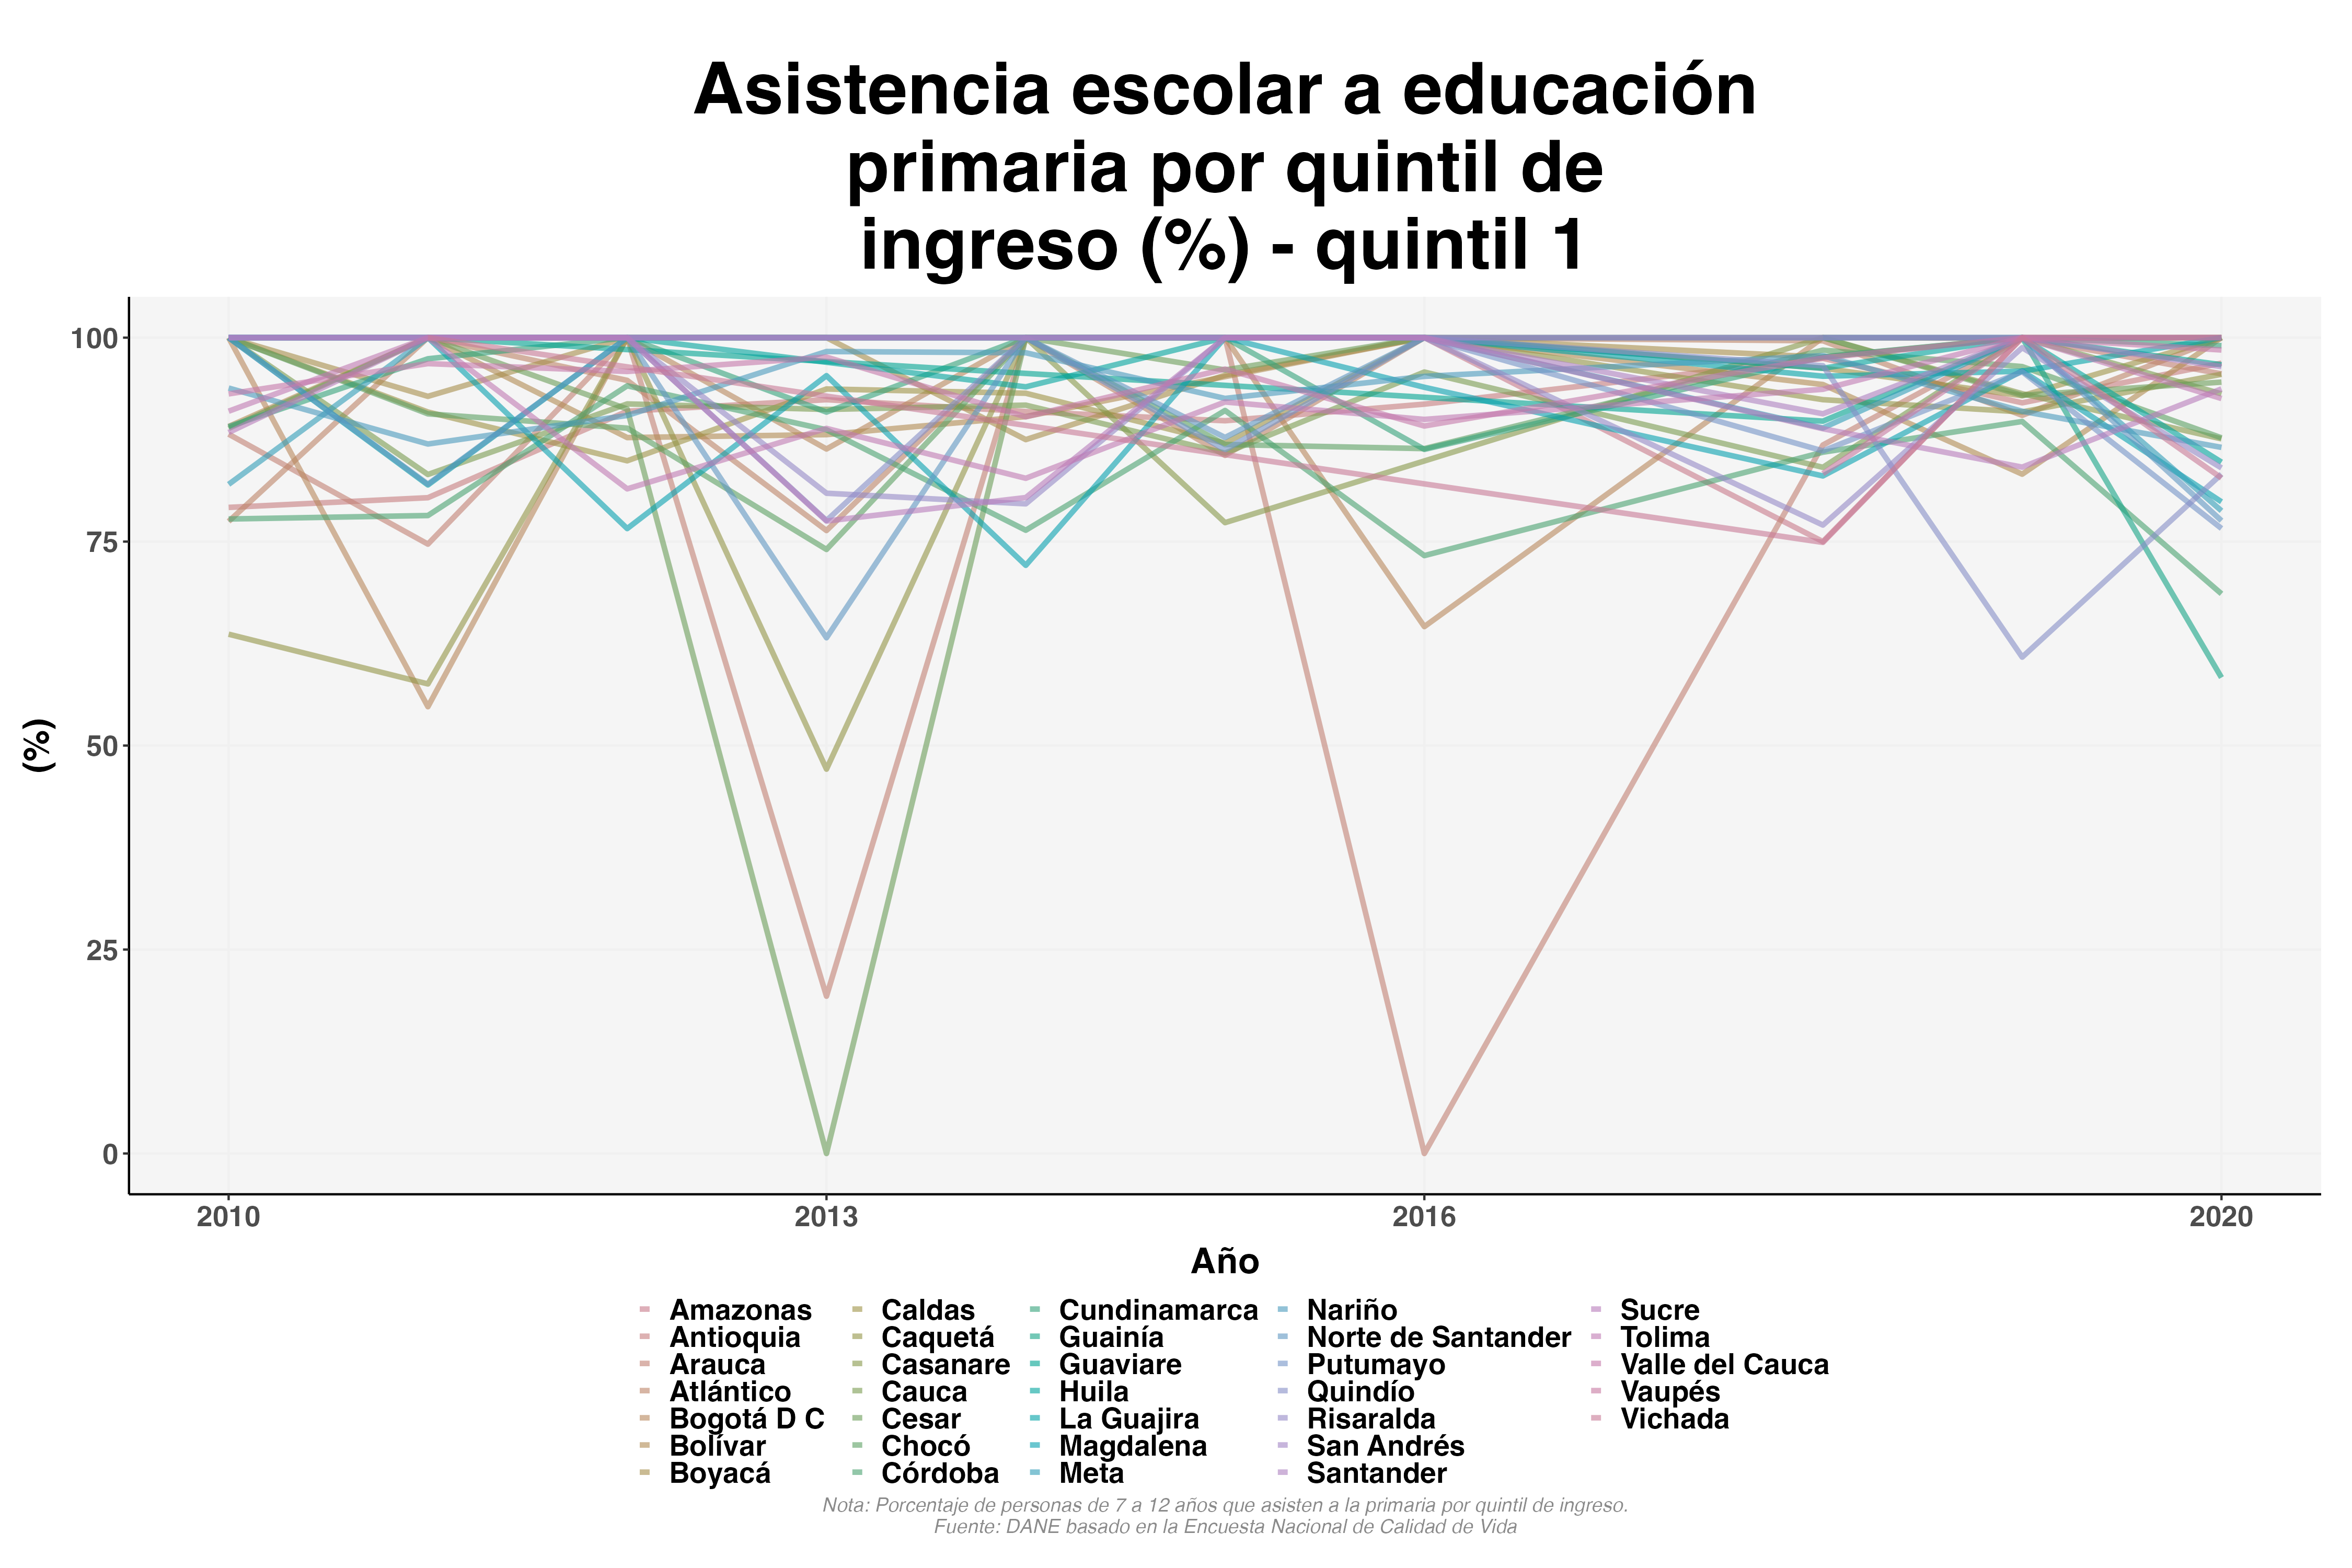 Asistencia escolar a educación
primaria por quintil de
ingreso (%) - quintil 1
(%)
100
75
50
25
0
2010
2013
2016
2020
Año
Amazonas
Antioquia
Arauca
Atlántico
Bogotá D C
Bolívar
Boyacá
Caldas
Caquetá
Casanare
Cauca
Cesar
Chocó
Córdoba
Cundinamarca
Guainía
Guaviare
Huila
La Guajira
Magdalena
Meta
Nariño
Norte de Santander
Putumayo
Quindío
Risaralda
San Andrés
Santander
Sucre
Tolima
Valle del Cauca
Vaupés
Vichada
Nota: Porcentaje de personas de 7 a 12 años que asisten a la primaria por quintil de ingreso.
Fuente: DANE basado en la Encuesta Nacional de Calidad de Vida